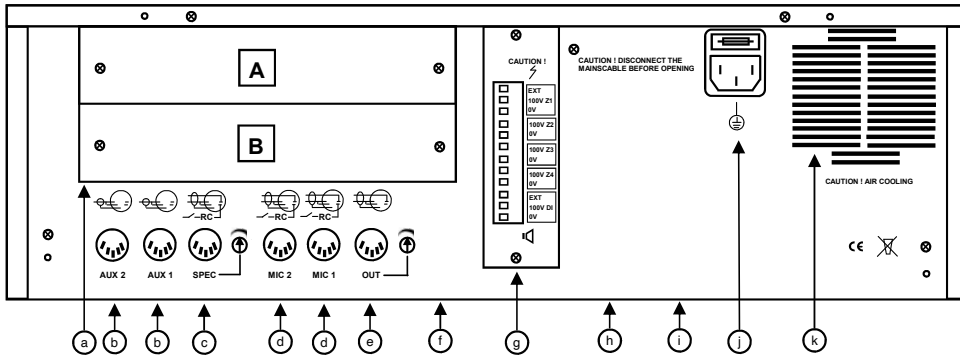 A
B
CAUTION !
EXT
100V Z1
0V
100V Z2
0V
100V Z3
0V
100V Z4
0V
EXT
100V DI
0V
CAUTION ! DISCONNECT THE
MAINSCABLE BEFORE OPENING
CAUTION ! AIR COOLING
CE
RC
RC
RC
AUX 2
AUX 1
SPEC
MIC 2
MIC 1
OUT
a
b
b
c
d
d
e
f
g
h
i
j
k